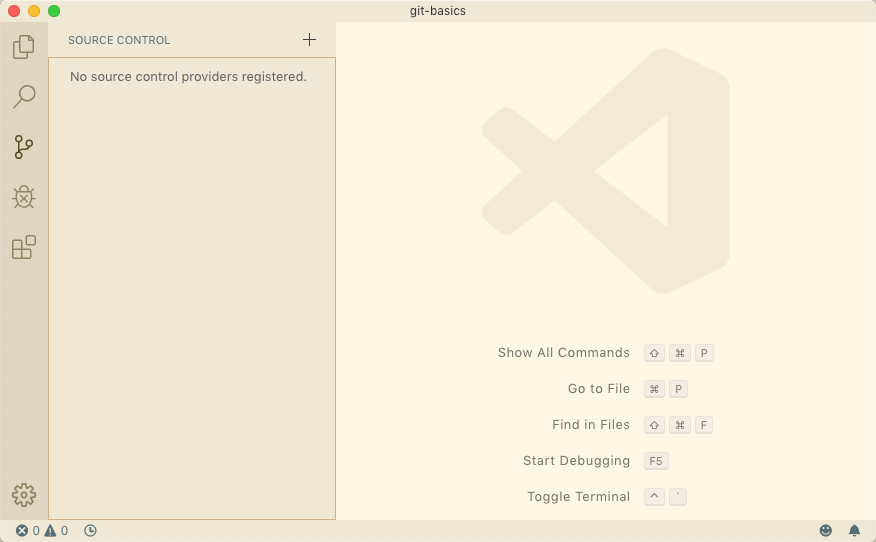 git-basics
SOURCE CONTROL
No source control providers registered.
Show All Commands ⇧ ⌘ P
Go to File ⌘ P
Find in Files ⇧ ⌘ F
Start Debugging F5
Toggle Terminal ^ `
0 0